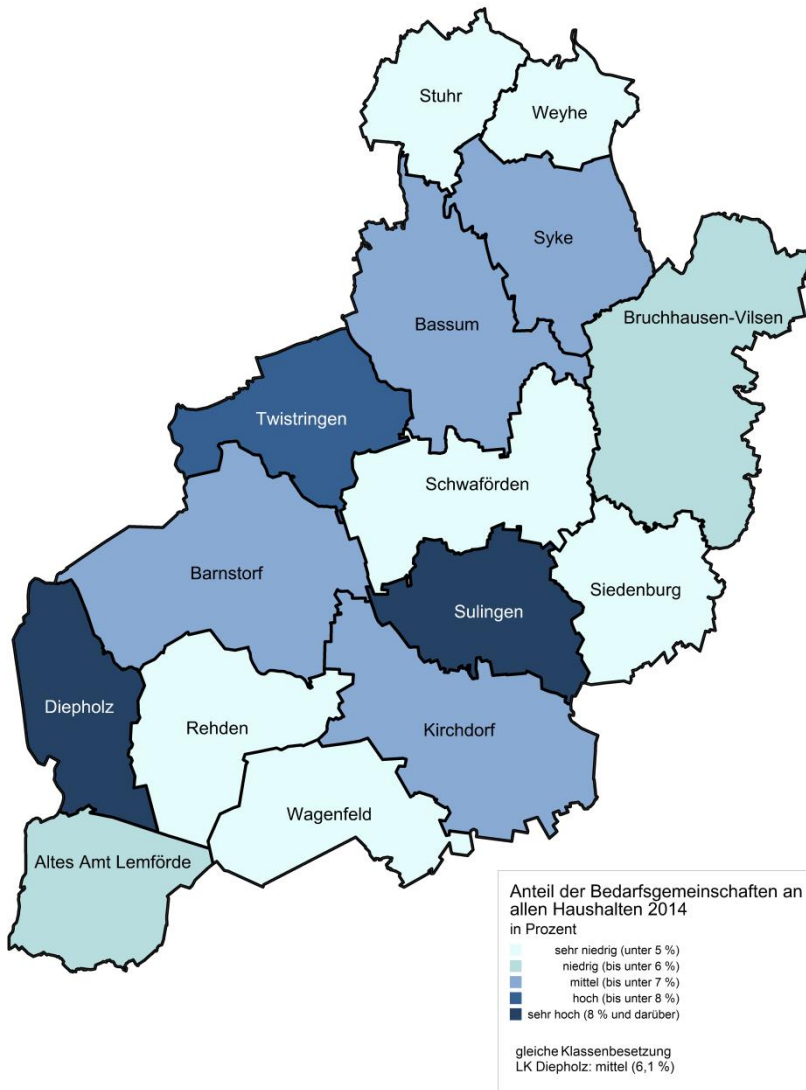 Stuhr
Weyhe
Syke
Bruchhausen-Vilsen
Bassum
Twistringen
Schwaförden
Barnstorf
Siedenburg
Sulingen
Diepholz
Rehden
Kirchdorf
Wagenfeld
Altes Amt Lemförde
Anteil der Bedarfsgemeinschaften an
allen Haushalten 2014
in Prozent
sehr niedrig (unter 5 %)
niedrig (bis unter 6 %)
mittel (bis unter 7 %)
hoch (bis unter 8 %)
sehr hoch (8 % und darüber)
gleiche Klassenbesetzung
LK Diepholz: mittel (6,1 %)